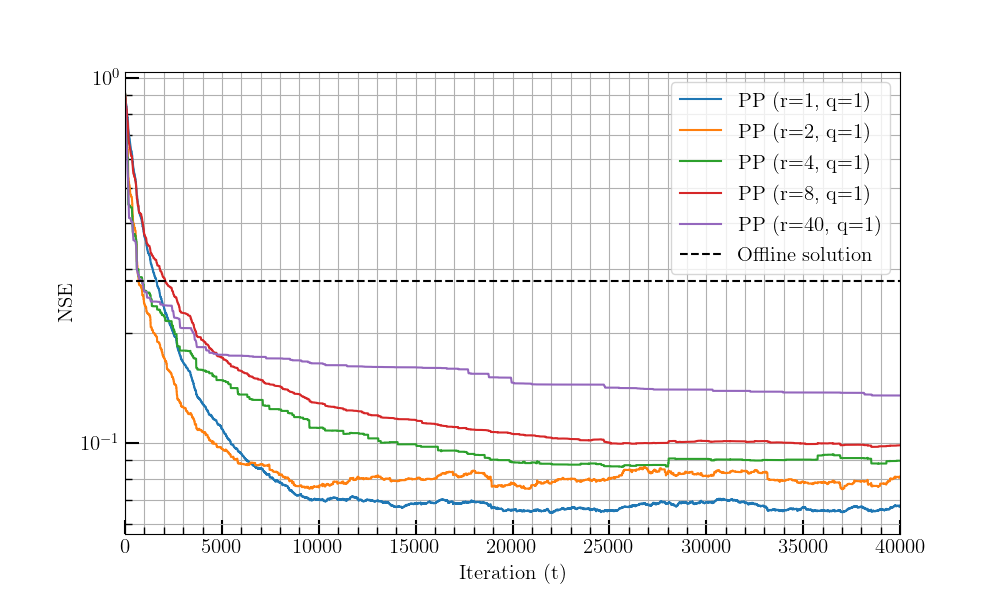 10⁰
10⁻¹
NSE
PP (r=1, q=1)
PP (r=2, q=1)
PP (r=4, q=1)
PP (r=8, q=1)
PP (r=40, q=1)
Offline solution
0 5000 10000 15000 20000 25000 30000 35000 40000
Iteration (t)